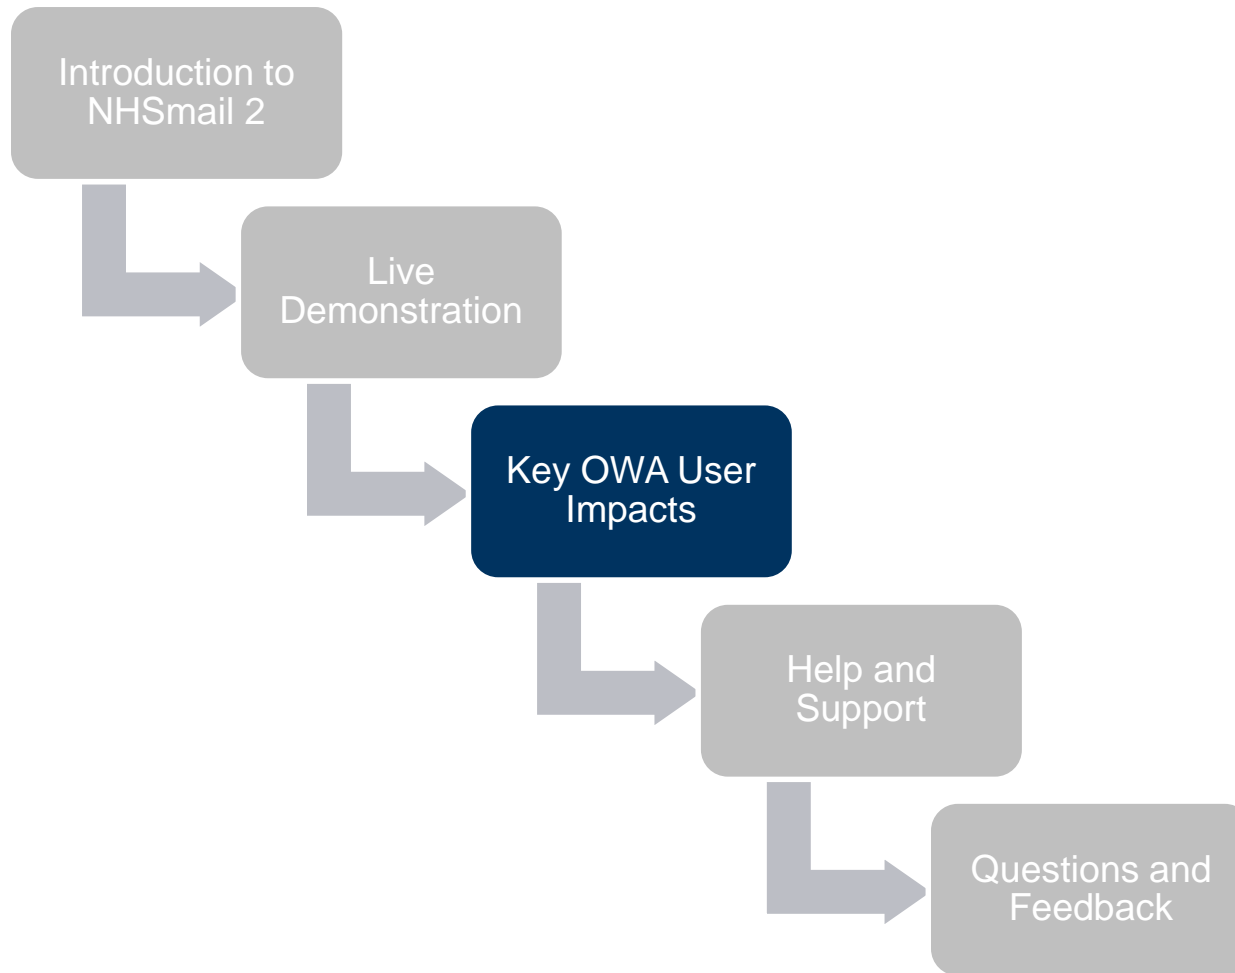 Introduction to
NHSmail 2
Live
Demonstration
Key OWA User
Impacts
Help and
Support
Questions and
Feedback